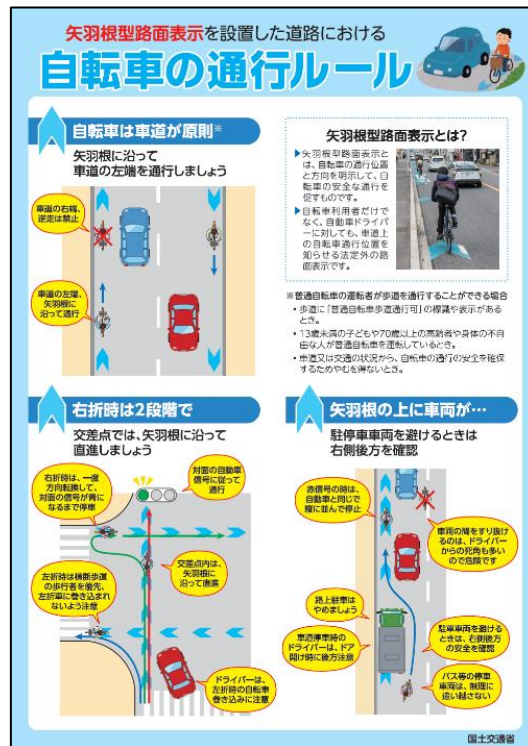 矢羽根型路面表示を設置した道路における
自転車の通行ルール
自転車は車道が原則※
矢羽根に沿って
車道の左端を通行しましょう
車道の右端、
逆走は禁止
車道の左端、
矢羽根に
沿って通行
矢羽根型路面表示とは?
▶矢羽根型路面表示と
は、自転車の通行位置
と方向を明示して、自
転車の安全な通行を
促すものです。
▶自転車利用者だけで
なく、自動車ドライバ
ーに対しても、車道上
の自転車通行位置を
知らせる法定外の路
面表示です。
※普通自転車の運転者が歩道を通行することができる場合
・歩道に「普通自転車歩道通行可」の標識や表示がある
とき。
・13歳未満の子どもや70歳以上の高齢者や身体の不自
由な人が普通自転車を運転しているとき。
・車道又は交通の状況から、自転車の通行の安全を確保
するためやむを得ないとき。
右折時は2段階で
交差点では、矢羽根に沿って
直進しましょう
対面の自動車
信号に従って
通行
右折時は、一度
方向転換して、
対面の信号が青に
なるまで停車
交差点内は、
矢羽根に
沿って直進
左折時は横断歩道
の歩行者を優先、
左折車に巻き込まれ
ないよう注意
ドライバーは、
左折時の自転車
巻き込みに注意
矢羽根の上に車両が…
駐停車車両を避けるときは
右側後方を確認
赤信号の時は、
自動車と同じで
縦に並んで停止
車両の間をすり抜け
るのは、ドライバー
からの死角も多い
ので危険です
路上駐車は
やめましょう
車道停車時の
ドライバーは、ドア
開け時に後方注意
駐車車両を避ける
ときは、右側後方
の安全を確認
バス等の停車
車両は、無理に
追い越さない
国土交通省